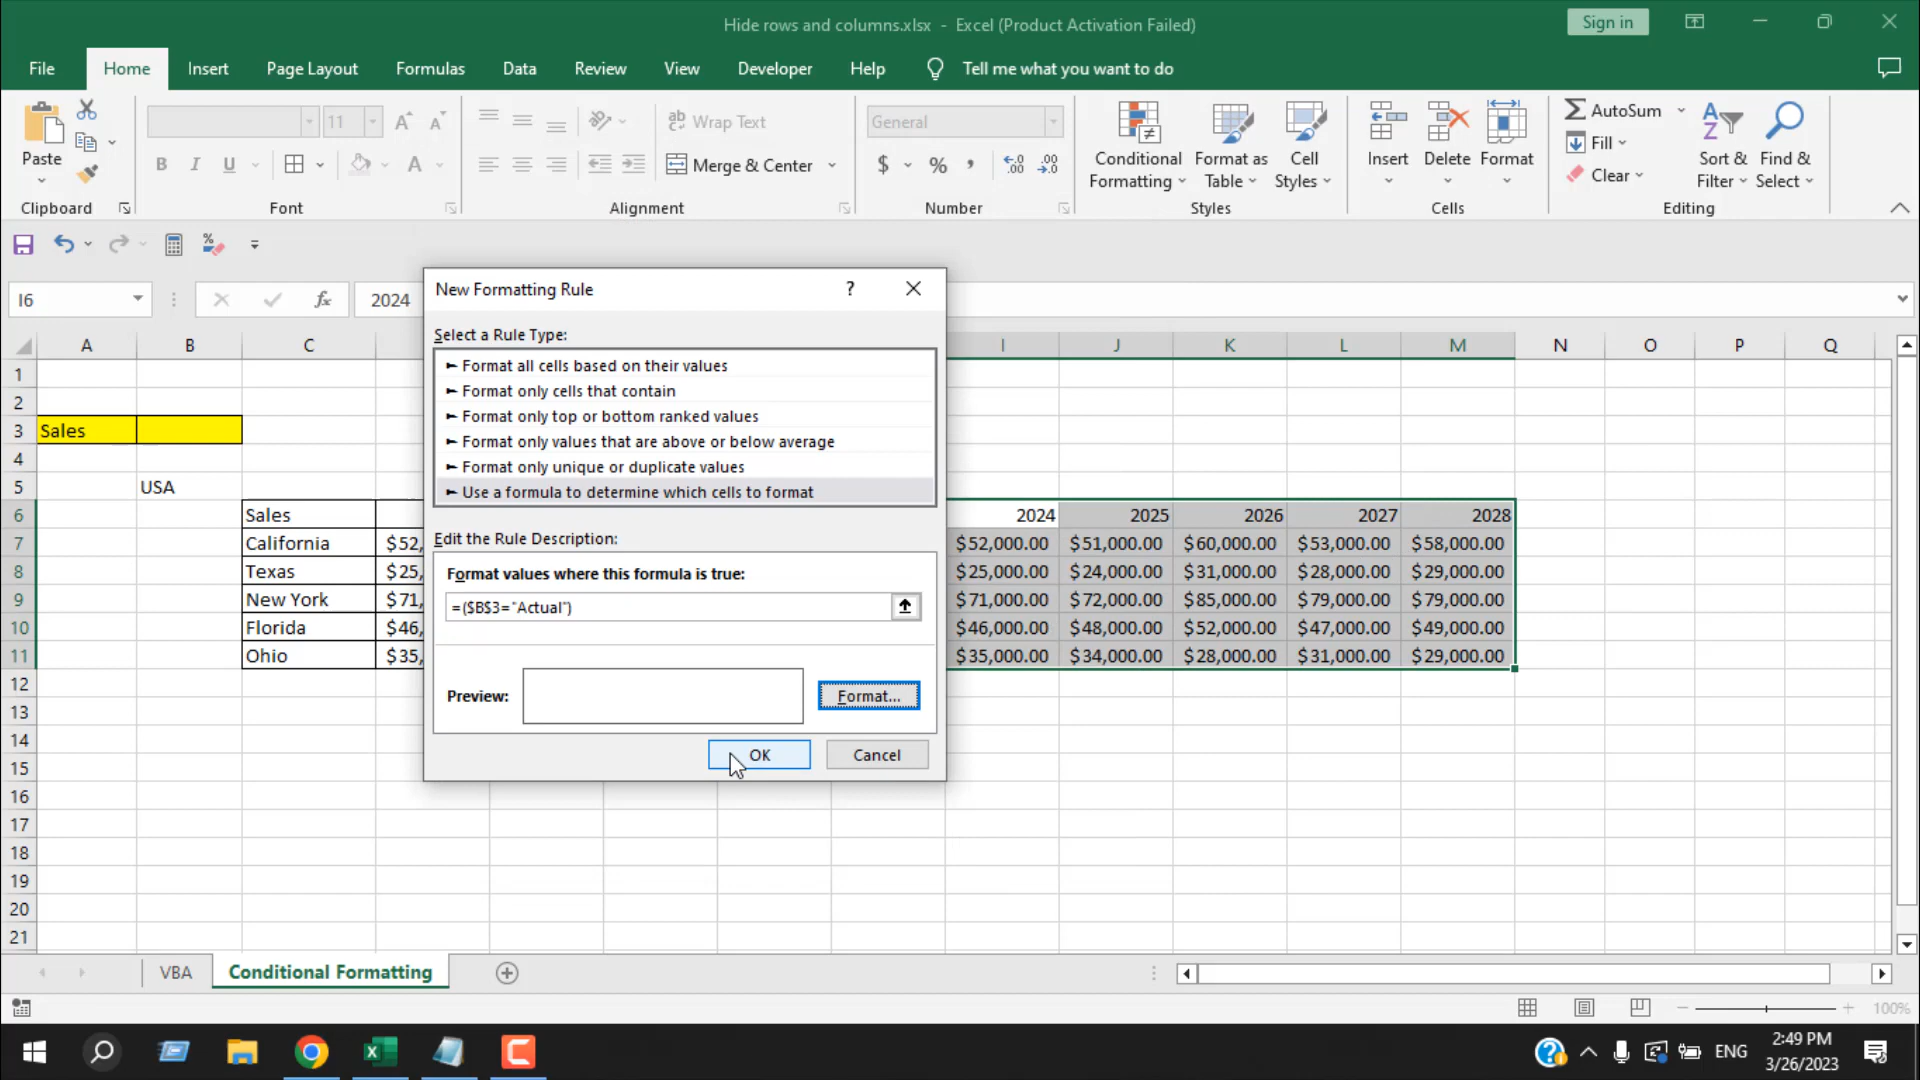 Hide rows and columns.xlsx - Excel (Product Activation Failed)
Sign in
File Home Insert Page Layout Formulas Data Review View Developer Help Tell me what you want to do
Paste
Clipboard
11
B I U A
Font
Wrap Text
Merge & Center
Alignment
General
$ %
Number
Conditional Formatting
Format as Table
Cell Styles
Styles
Insert
Delete
Format
Cells
AutoSum
Fill
Clear
Sort & Filter
Find & Select
Editing
I6 fx 2024
A B C I J K L M N O P Q
1
2
3 Sales
4
5 USA
6 Sales 2024 2025 2026 2027 2028
7 California $52, $52,000.00 $51,000.00 $60,000.00 $53,000.00 $58,000.00
8 Texas $25, $25,000.00 $24,000.00 $31,000.00 $28,000.00 $29,000.00
9 New York $71, $71,000.00 $72,000.00 $85,000.00 $79,000.00 $79,000.00
10 Florida $46, $46,000.00 $48,000.00 $52,000.00 $47,000.00 $49,000.00
11 Ohio $35, $35,000.00 $34,000.00 $28,000.00 $31,000.00 $29,000.00
12
13
14
15
16
17
18
19
20
21
New Formatting Rule ?
Select a Rule Type:
Format all cells based on their values
Format only cells that contain
Format only top or bottom ranked values
Format only values that are above or below average
Format only unique or duplicate values
Use a formula to determine which cells to format
Edit the Rule Description:
Format values where this formula is true:
=($B$3="Actual")
Preview:
Format...
OK
Cancel
VBA Conditional Formatting
100%
ENG
2:49 PM
3/26/2023